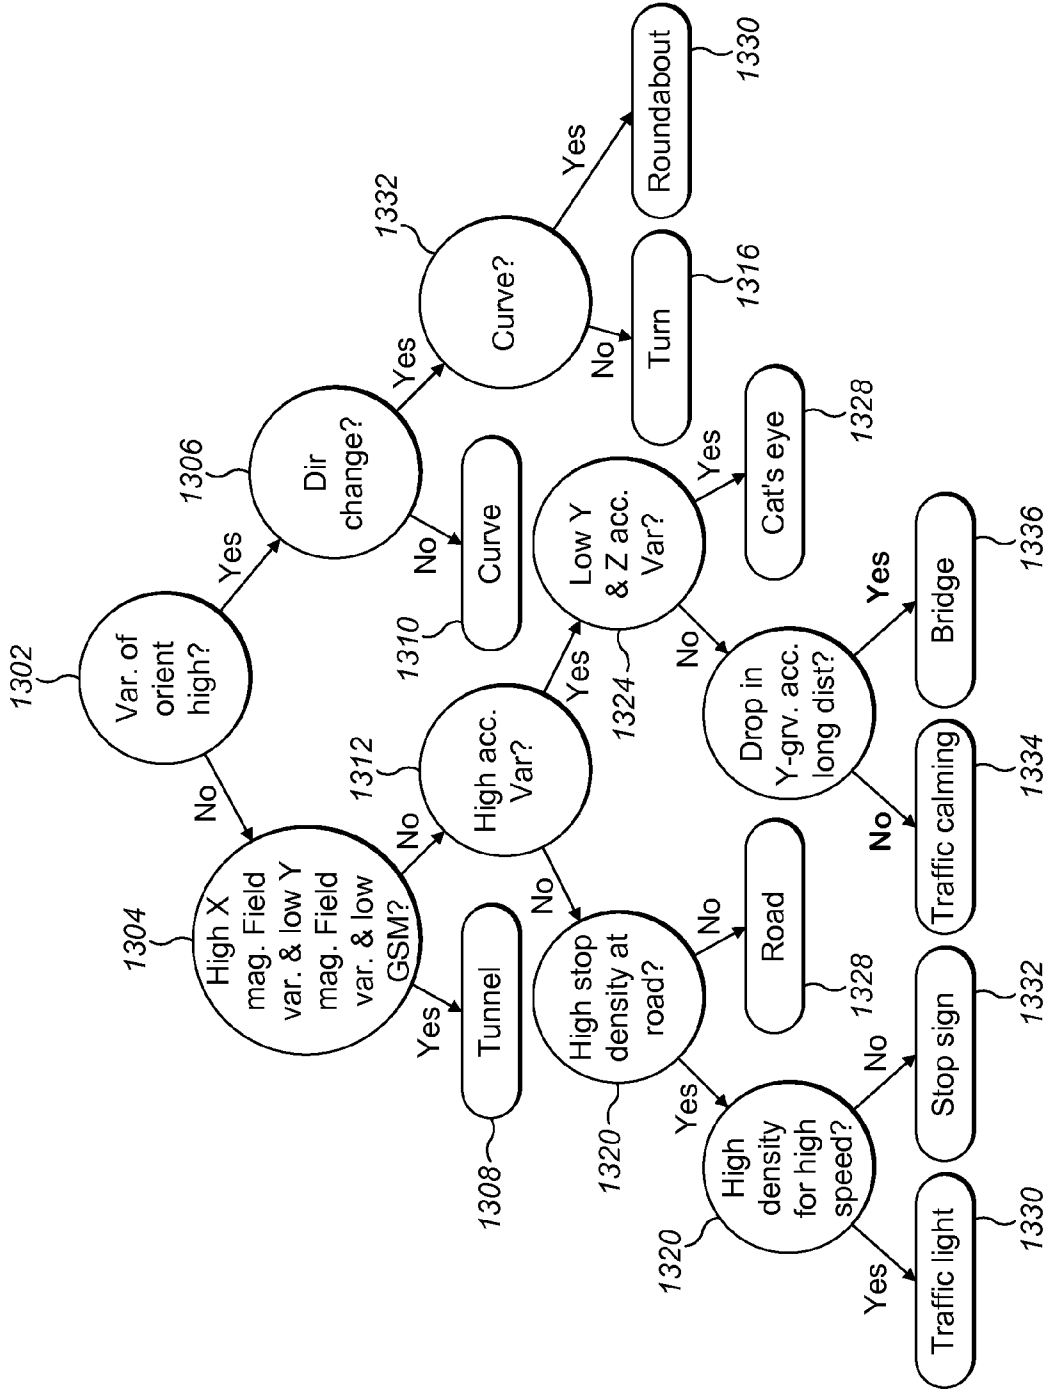 1302
Var. of
orient
high?
No
Yes
1304
High X
mag. Field
var. & low Y
mag. Field
var. & low
GSM?
1306
Dir
change?
Yes
No
No
Yes
1308
Tunnel
1312
High acc.
Var?
1310
Curve
1332
Curve?
No
Yes
No
Yes
1320
High stop
density at
road?
1324
Low Y
& Z acc.
Var?
Turn
1316
Roundabout
1330
Yes
No
No
Yes
1320
High
density
for high
speed?
Road
1328
Drop in
Y-grv. acc.
long dist?
Cat's eye
1328
Yes
No
No
Yes
Traffic light
1330
Stop sign
1332
Traffic calming
1334
Bridge
1336